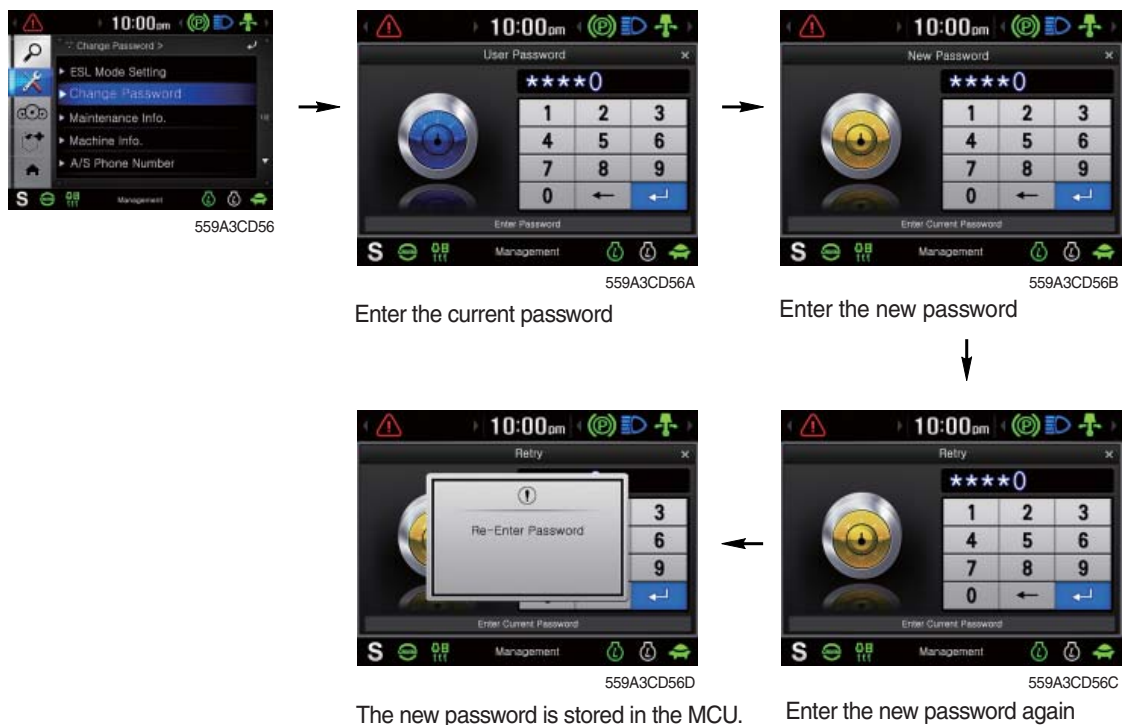 10:00pm
Change Password >
ESL Mode Setting
Change Password
Maintenance Info.
Machine Info.
A/S Phone Number
S Management
559A3CD56
10:00pm
User Password ×
****0
1 2 3
4 5 6
7 8 9
0 ←
Enter Password
S Management
559A3CD56A
Enter the current password
10:00pm
New Password ×
****0
1 2 3
4 5 6
7 8 9
0 ←
Enter Current Password
S Management
559A3CD56B
Enter the new password
10:00pm
Retry ×
****0
1 2 3
4 5 6
7 8 9
0 ←
Enter Current Password
S Management
559A3CD56C
Enter the new password again
10:00pm
Retry ×
Re-Enter Password
3
6
9
Enter Current Password
S Management
559A3CD56D
The new password is stored in the MCU.